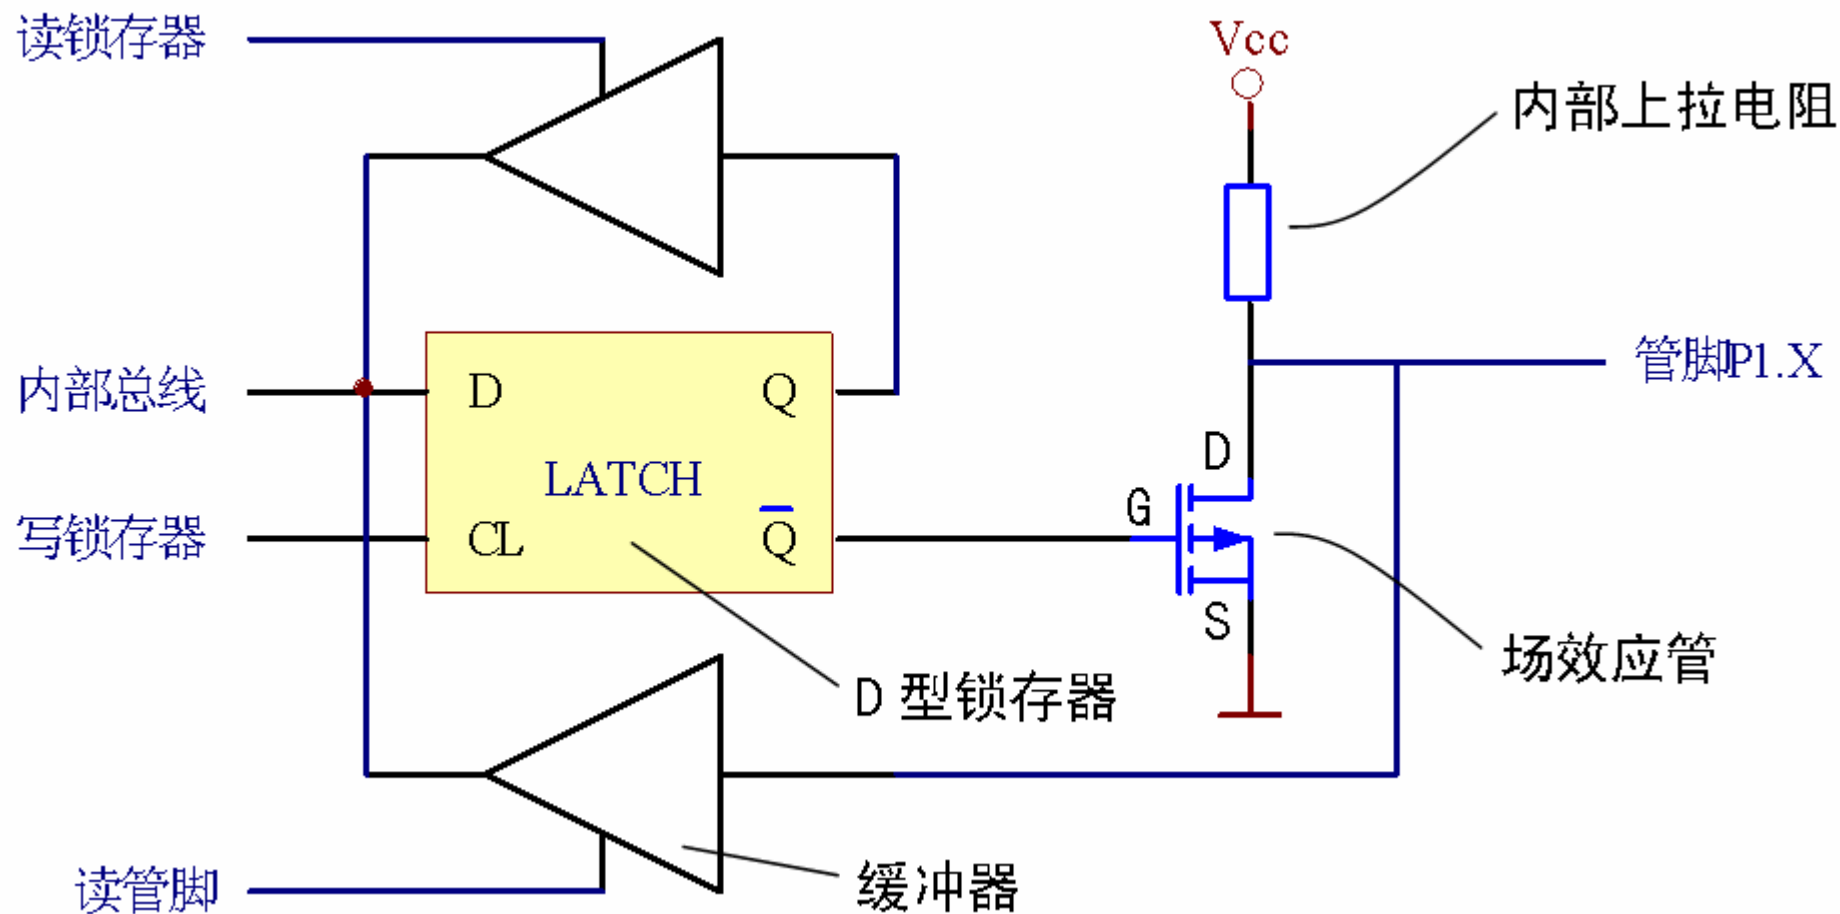 读锁存器
Vcc
内部上拉电阻
内部总线
D
Q
管脚P1.X
LATCH
D
G
写锁存器
CL
Q̅
S
场效应管
D 型锁存器
读管脚
缓冲器